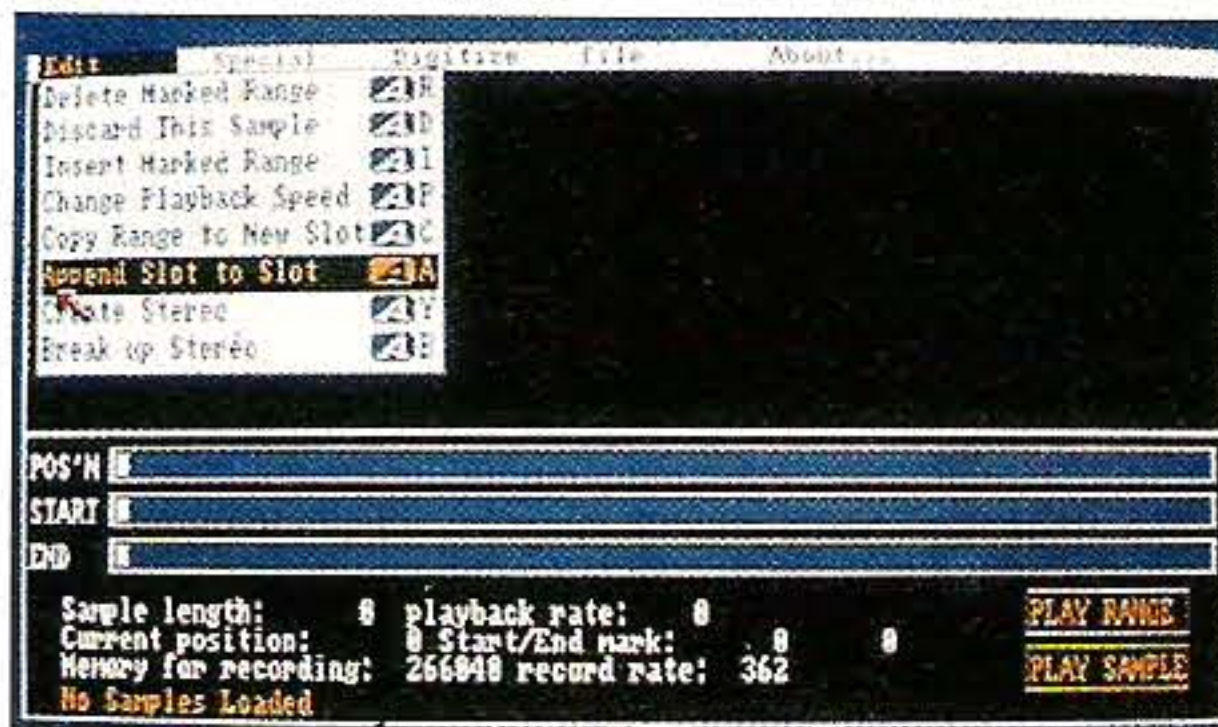 Edit Special Digitize file About...
Delete Marked Range A R
Discard This Sample A D
Insert Marked Range A I
Change Playback Speed A P
Copy Range to New Slot A C
Append Slot to Slot A A
Create Stereo A Y
Break up Stereo A B
POS'N
START
END
Sample length: 0 playback rate: 0
Current position: 0 Start/End mark: 0 0
Memory for recording: 266040 record rate: 362
No Samples Loaded
PLAY RANGE
PLAY SAMPLE